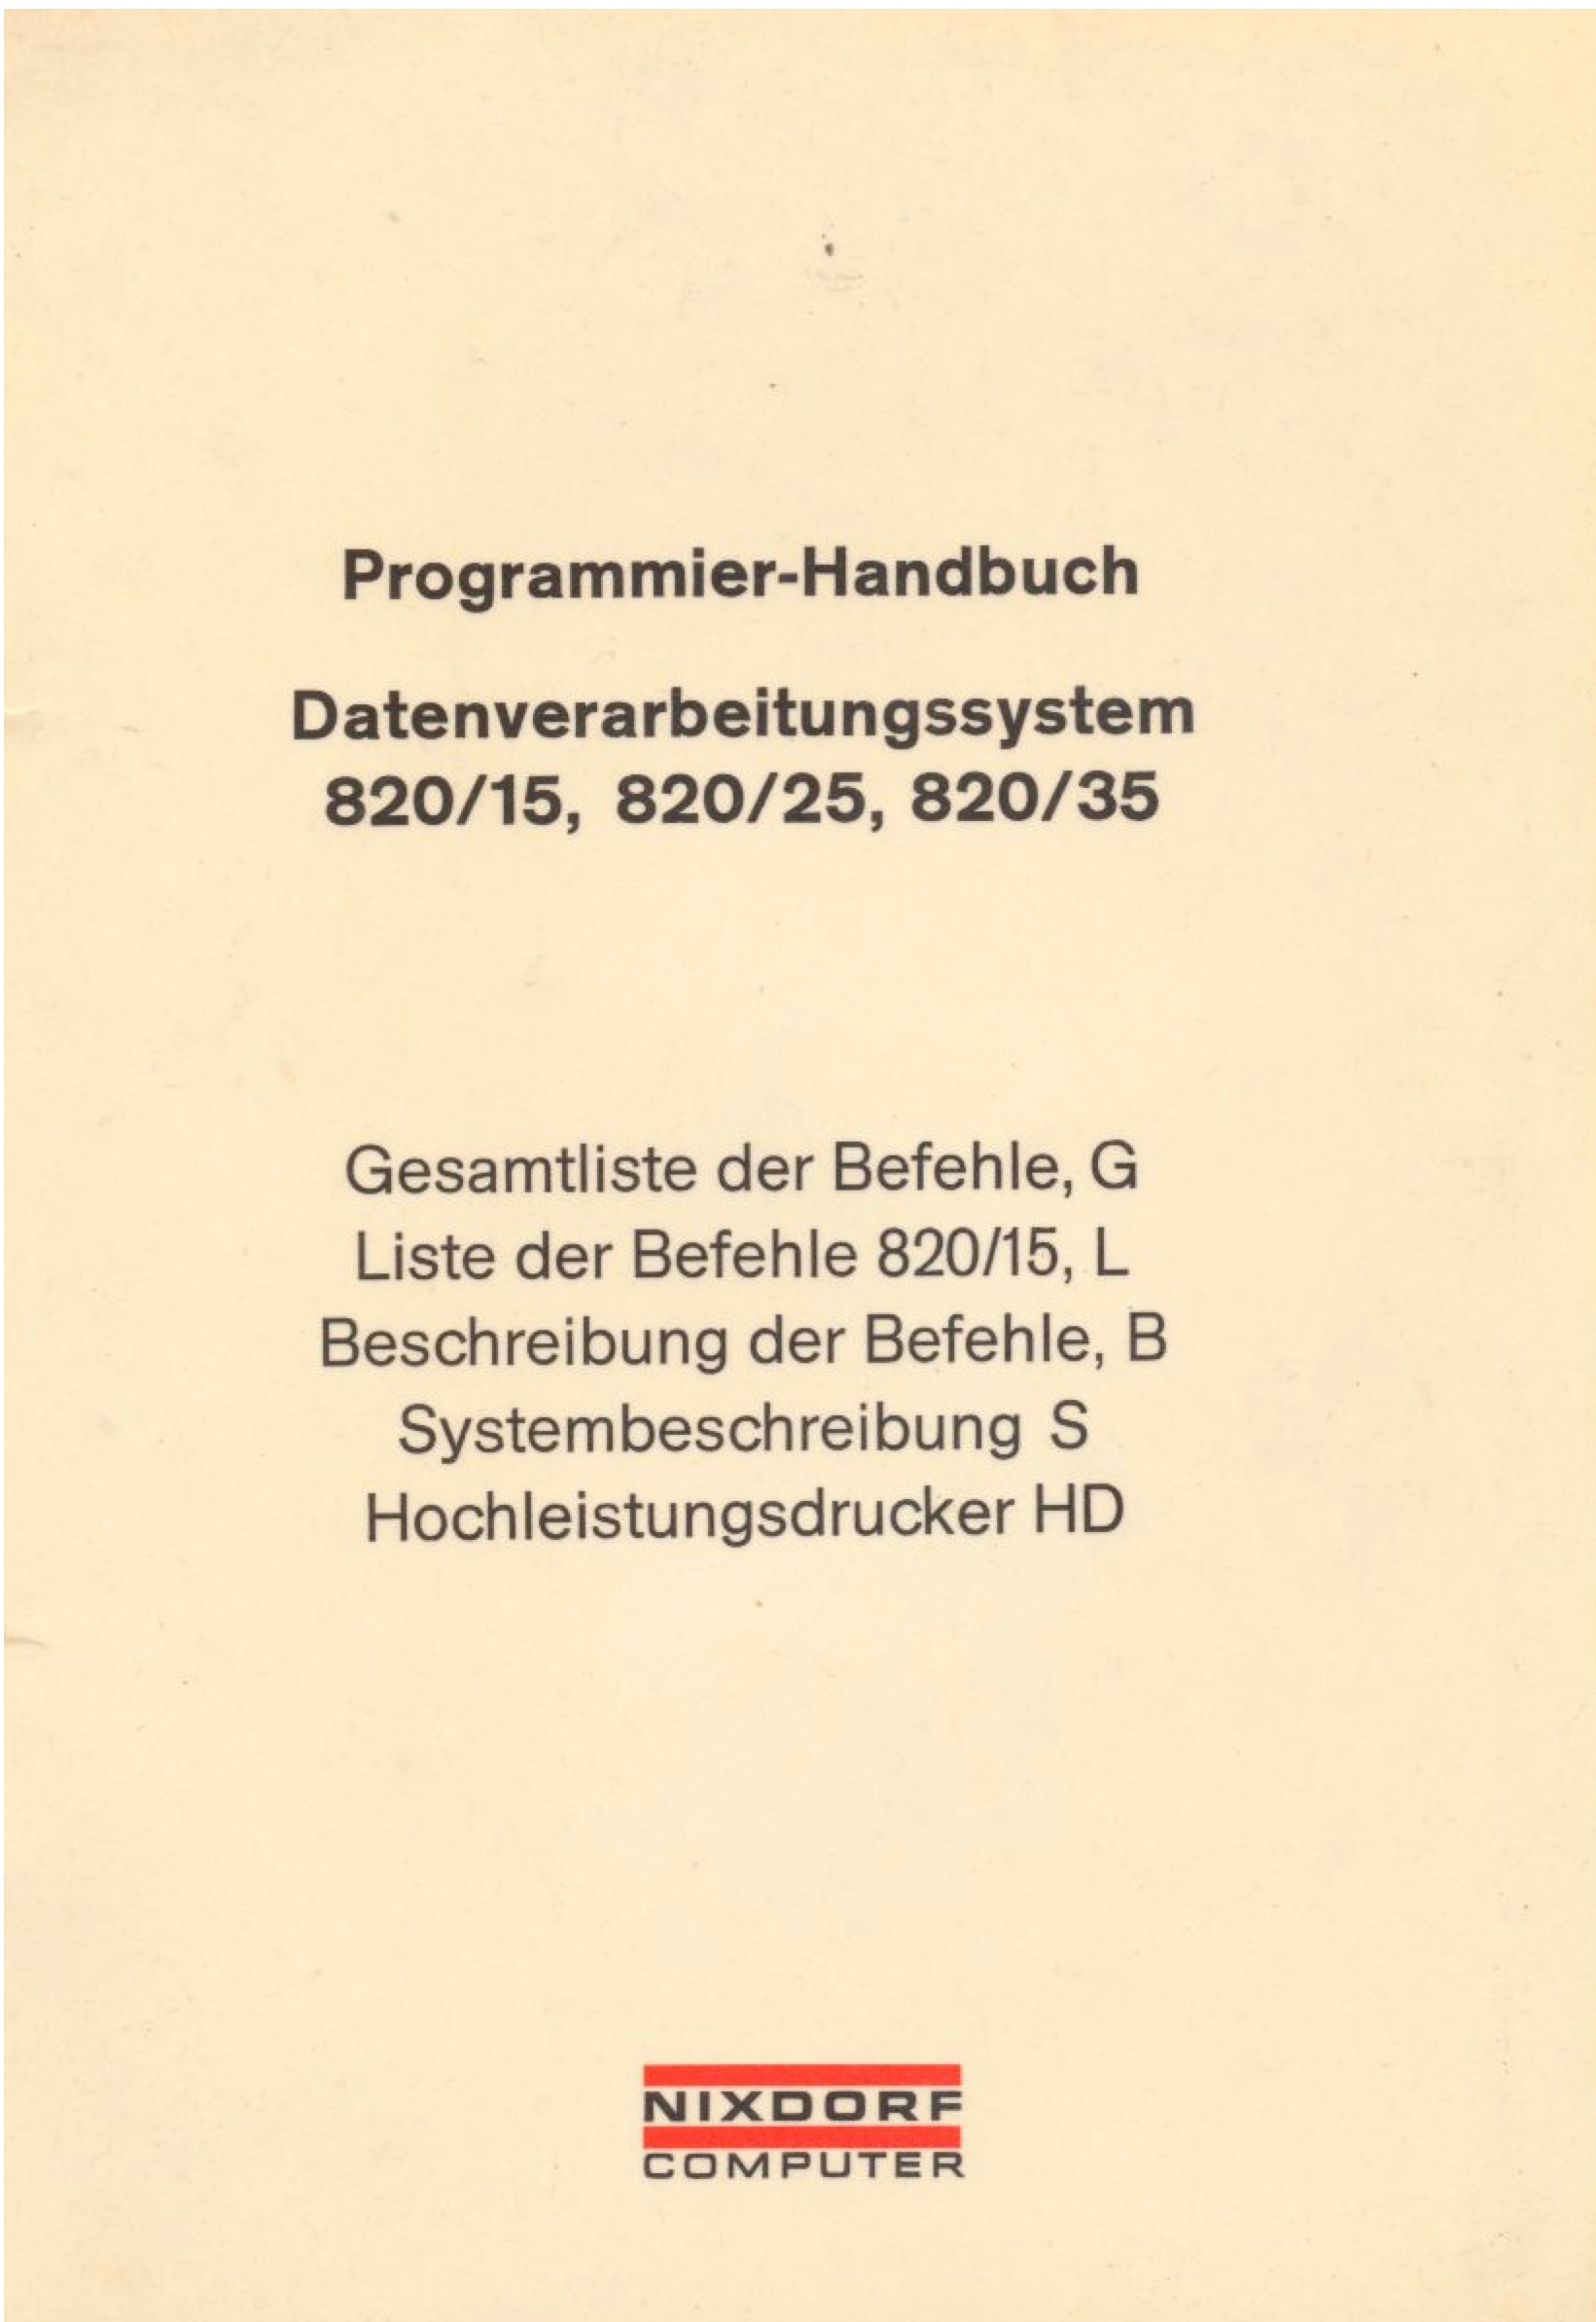 Programmier-Handbuch
Datenverarbeitungssystem
820/15, 820/25, 820/35
Gesamtliste der Befehle, G
Liste der Befehle 820/15, L
Beschreibung der Befehle, B
Systembeschreibung S
Hochleistungsdrucker HD
NIXDORF
COMPUTER